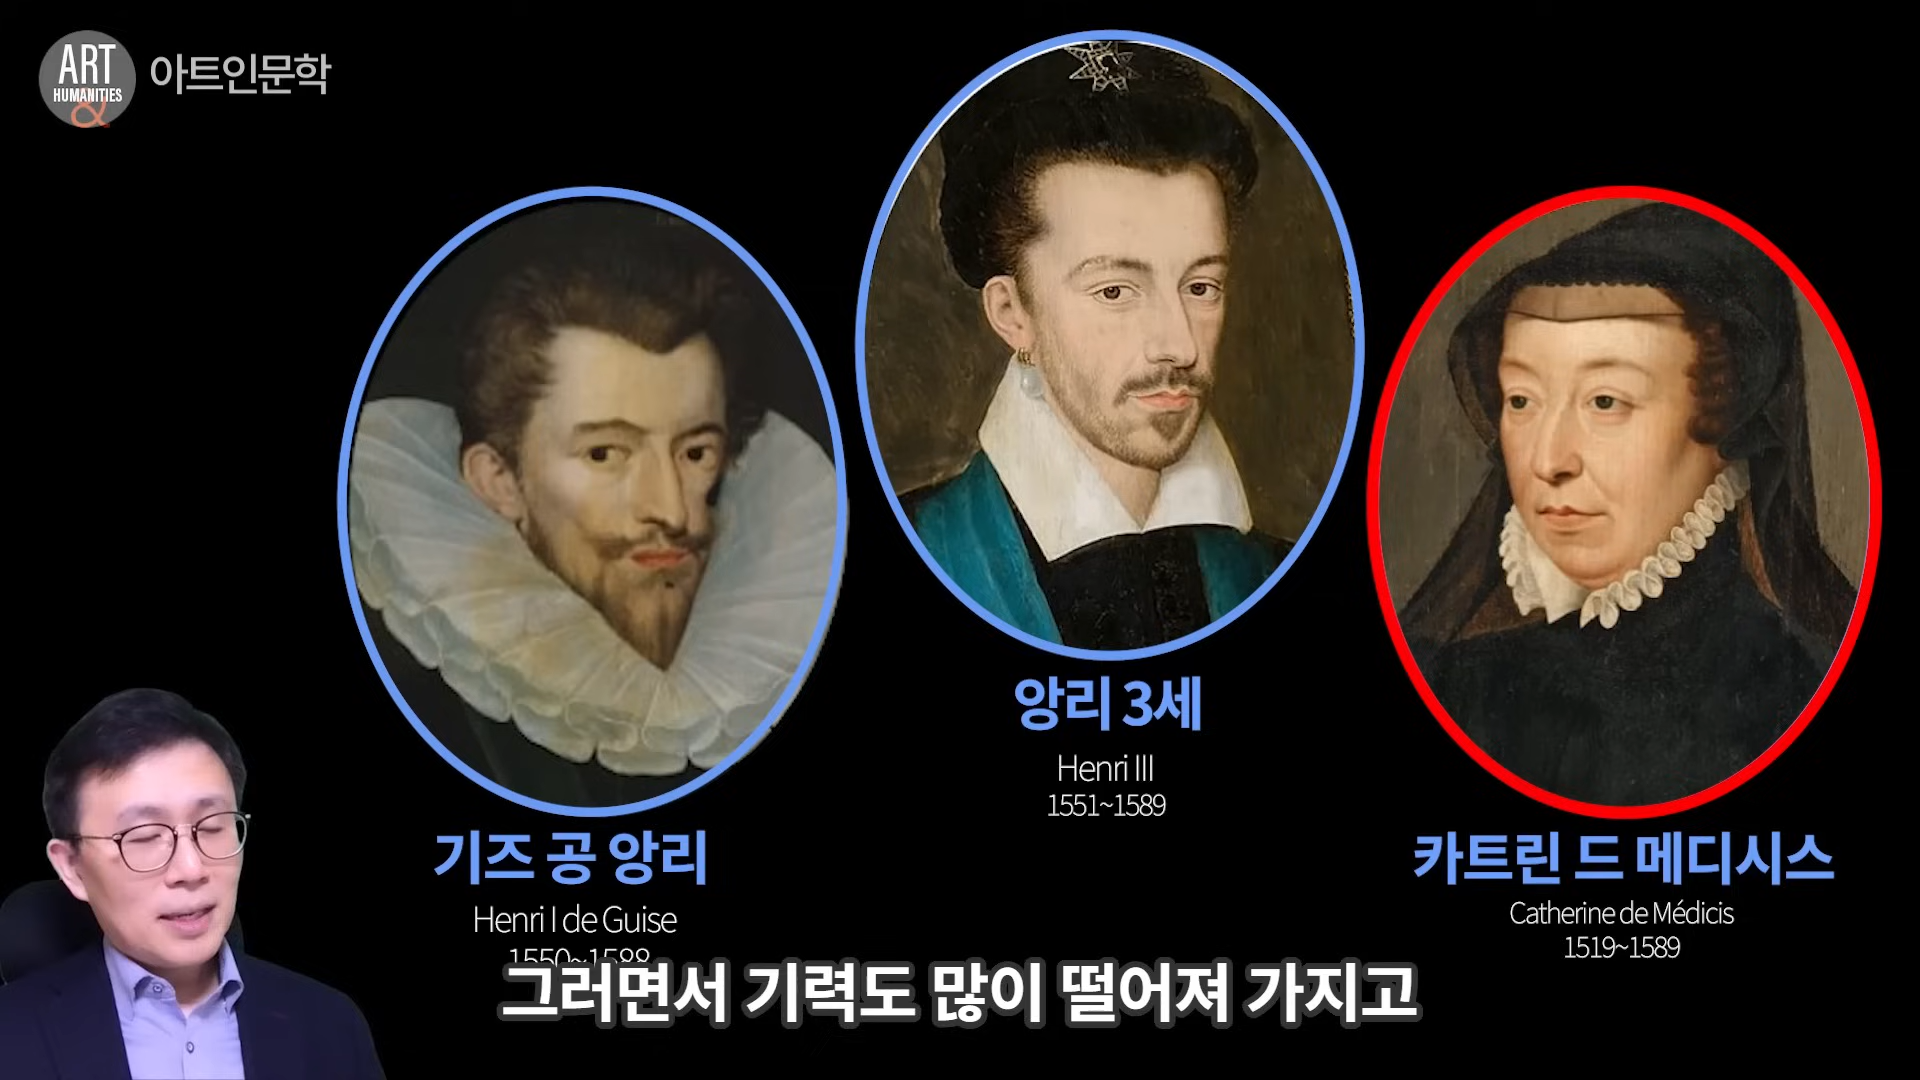 ART
HUMANITIES
&
아트인문학
앙리 3세
Henri III
1551~1589
기즈 공 앙리
Henri I de Guise
1550~1588
카트린 드 메디시스
Catherine de Médicis
1519~1589
그러면서 기력도 많이 떨어져 가지고